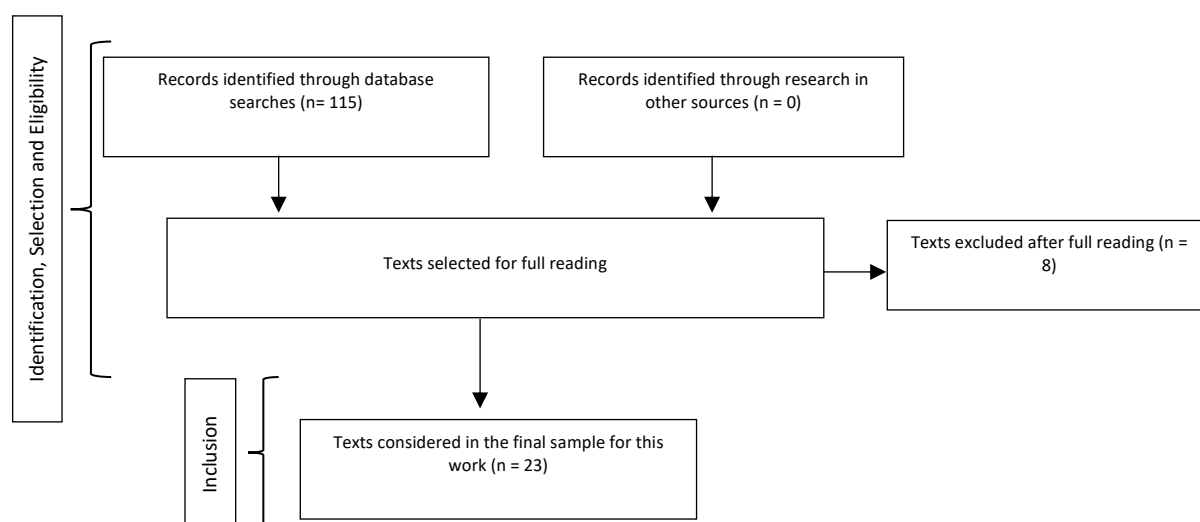 Identification, Selection and Eligibility
Records identified through database
searches (n= 115)
Records identified through research in
other sources (n = 0)
Texts selected for full reading
Texts excluded after full reading (n =
8)
Inclusion
Texts considered in the final sample for this
work (n = 23)